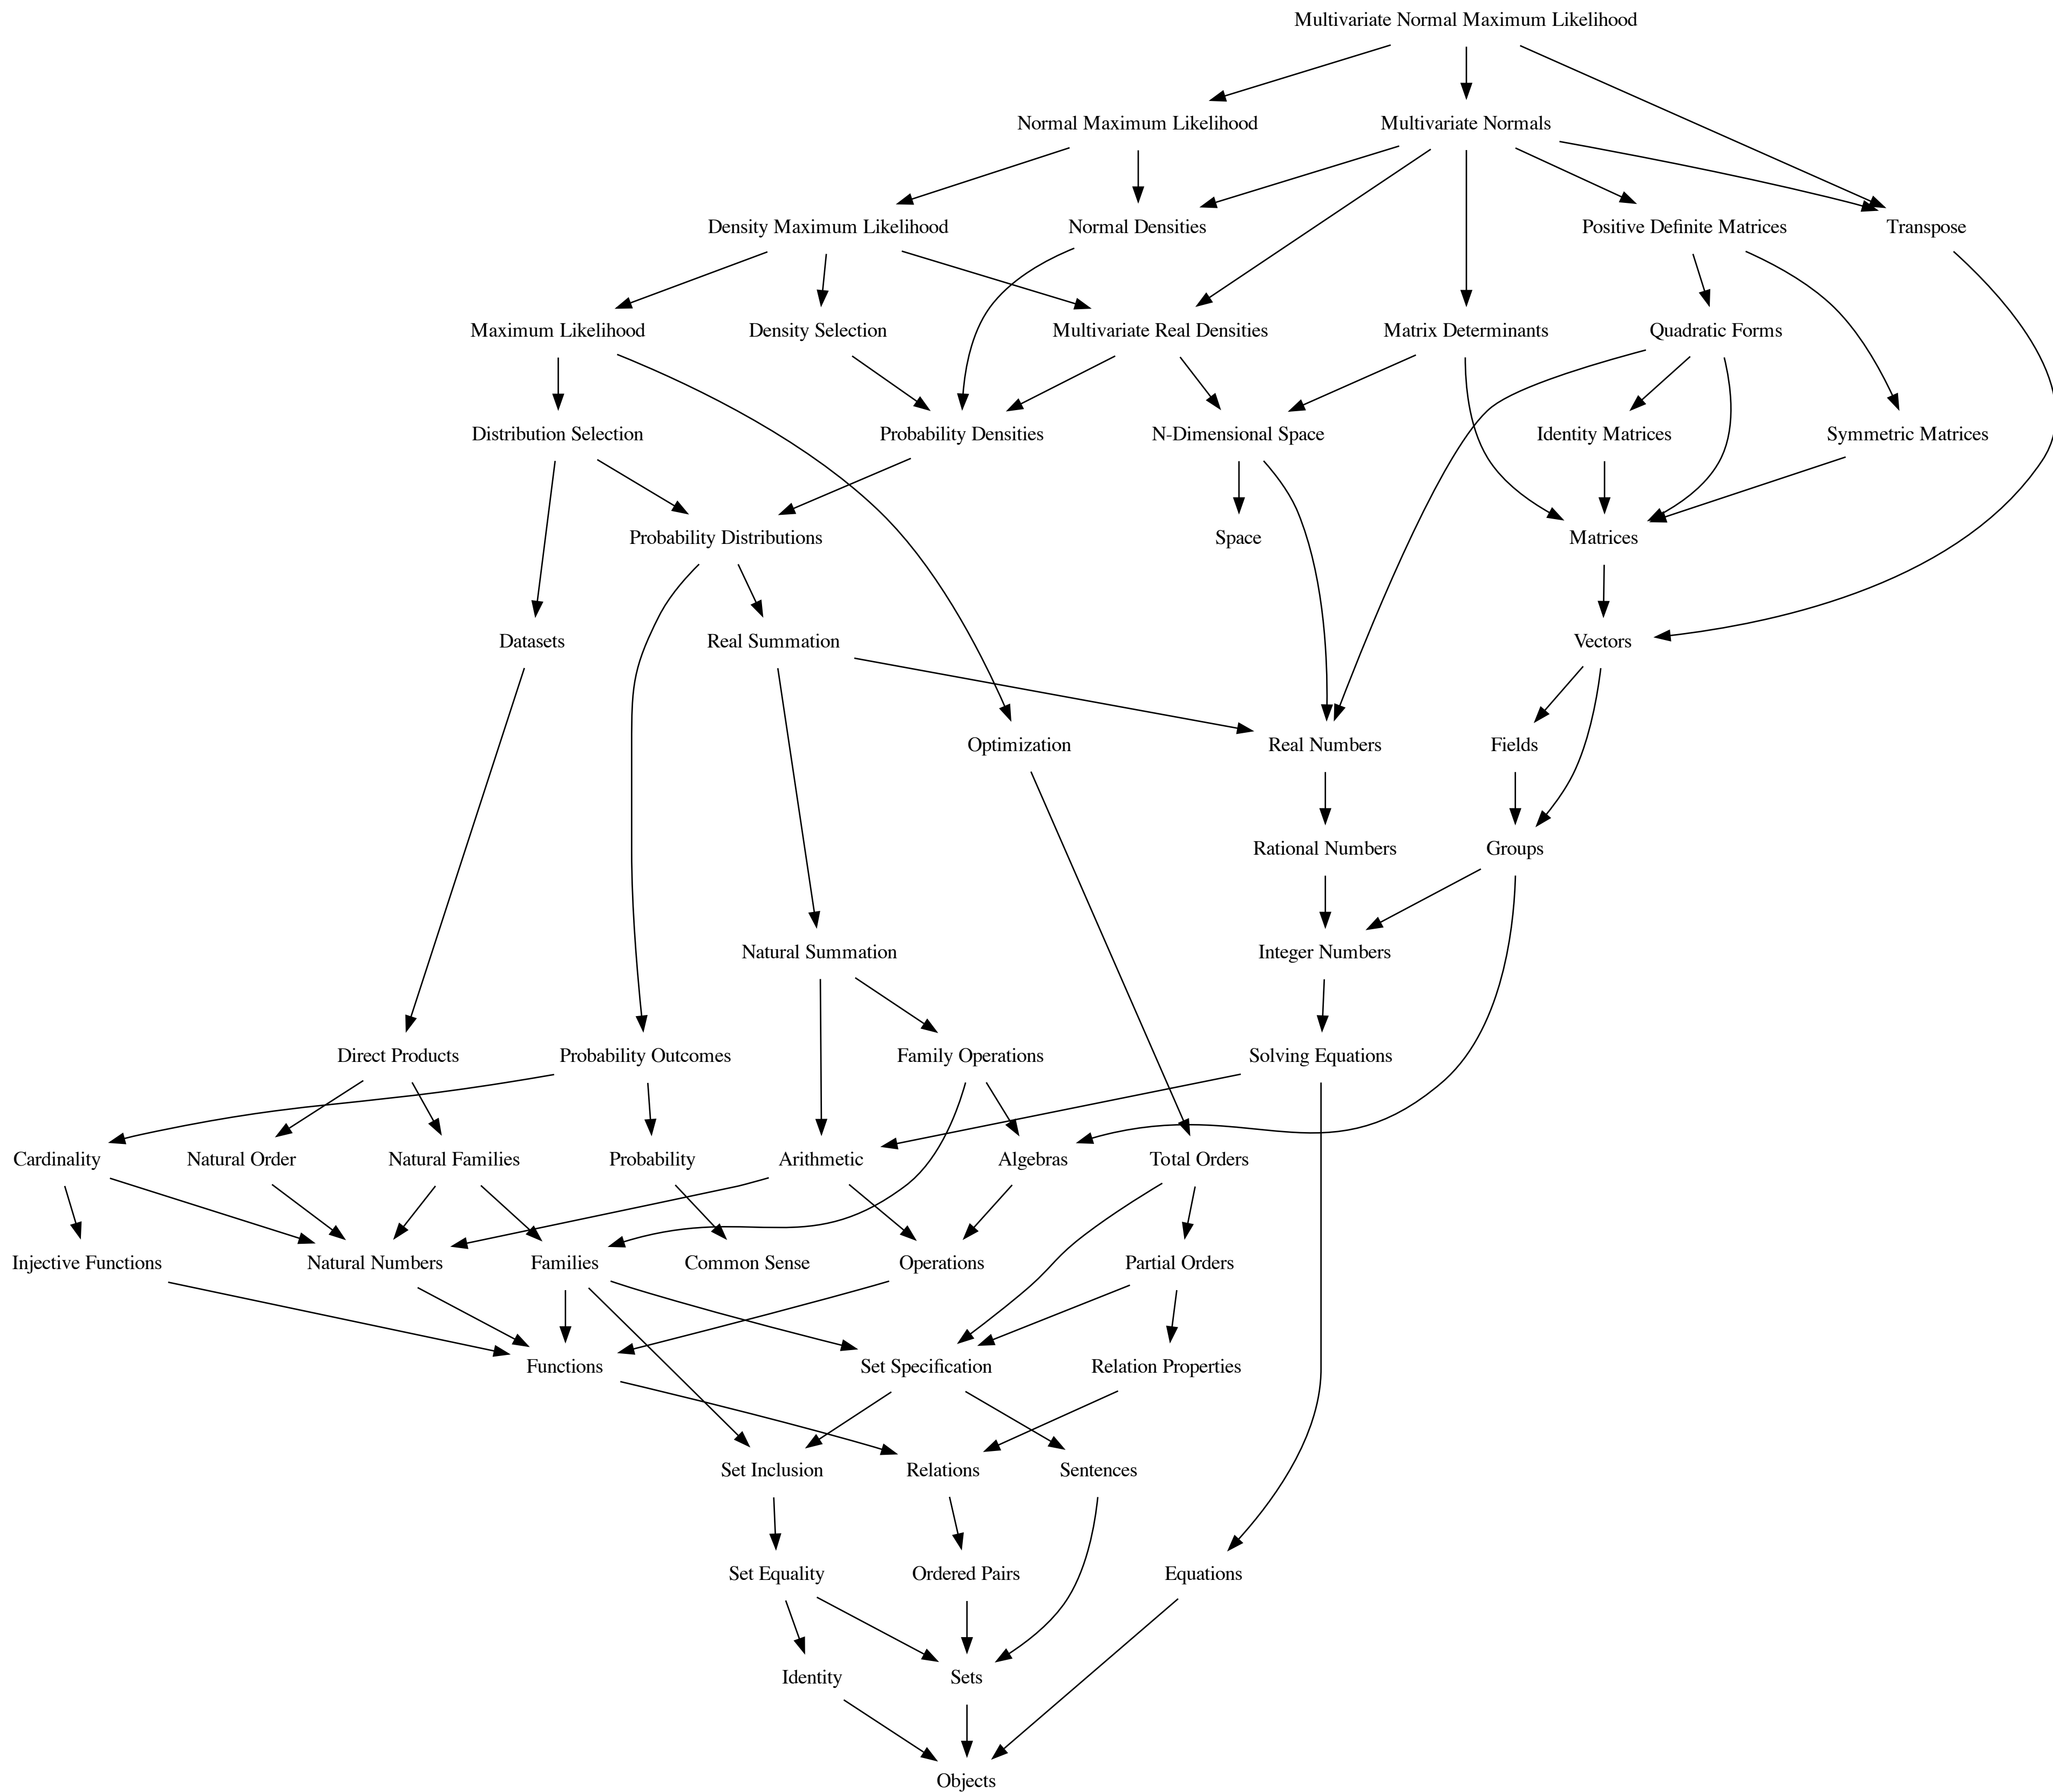 Multivariate Normal Maximum Likelihood
Normal Maximum Likelihood
Multivariate Normals
Density Maximum Likelihood
Normal Densities
Positive Definite Matrices
Transpose
Maximum Likelihood
Density Selection
Multivariate Real Densities
Matrix Determinants
Quadratic Forms
Distribution Selection
Probability Densities
N-Dimensional Space
Identity Matrices
Symmetric Matrices
Probability Distributions
Space
Matrices
Datasets
Real Summation
Vectors
Optimization
Real Numbers
Fields
Rational Numbers
Groups
Natural Summation
Integer Numbers
Direct Products
Probability Outcomes
Family Operations
Solving Equations
Cardinality
Natural Order
Natural Families
Probability
Arithmetic
Algebras
Total Orders
Injective Functions
Natural Numbers
Families
Common Sense
Operations
Partial Orders
Functions
Set Specification
Relation Properties
Set Inclusion
Relations
Sentences
Set Equality
Ordered Pairs
Equations
Identity
Sets
Objects